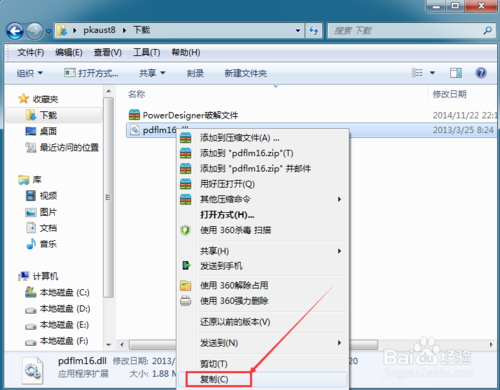 pkaust8 ▸ 下载
搜索 下载
文件(F) 编辑(E) 查看(V) 工具(T) 帮助(H)
组织 打开方式... 共享 刻录 新建文件夹
收藏夹
下载
桌面
最近访问的位置
库
视频
图片
文档
音乐
计算机
本地磁盘 (C:)
本地磁盘 (D:)
本地磁盘 (E:)
本地磁盘 (F:)
名称 修改日期
PowerDesigner破解文件 2014/11/22 22:1
pdflm16.dll 2013/3/25 8:24
添加到压缩文件(A) ...
添加到 "pdflm16.zip"(T)
添加到 "pdflm16.zip" 并邮件
用好压打开(Q)
其他压缩命令
打开方式(H)...
使用 360杀毒 扫描
共享(H)
发送到手机
使用 360解除占用
使用 360强力删除
还原以前的版本(V)
发送到(N)
剪切(T)
复制(C)
pdflm16.dll 修改日期: 2013/
应用程序扩展 大小: 1.88 M
20
Baidu经验